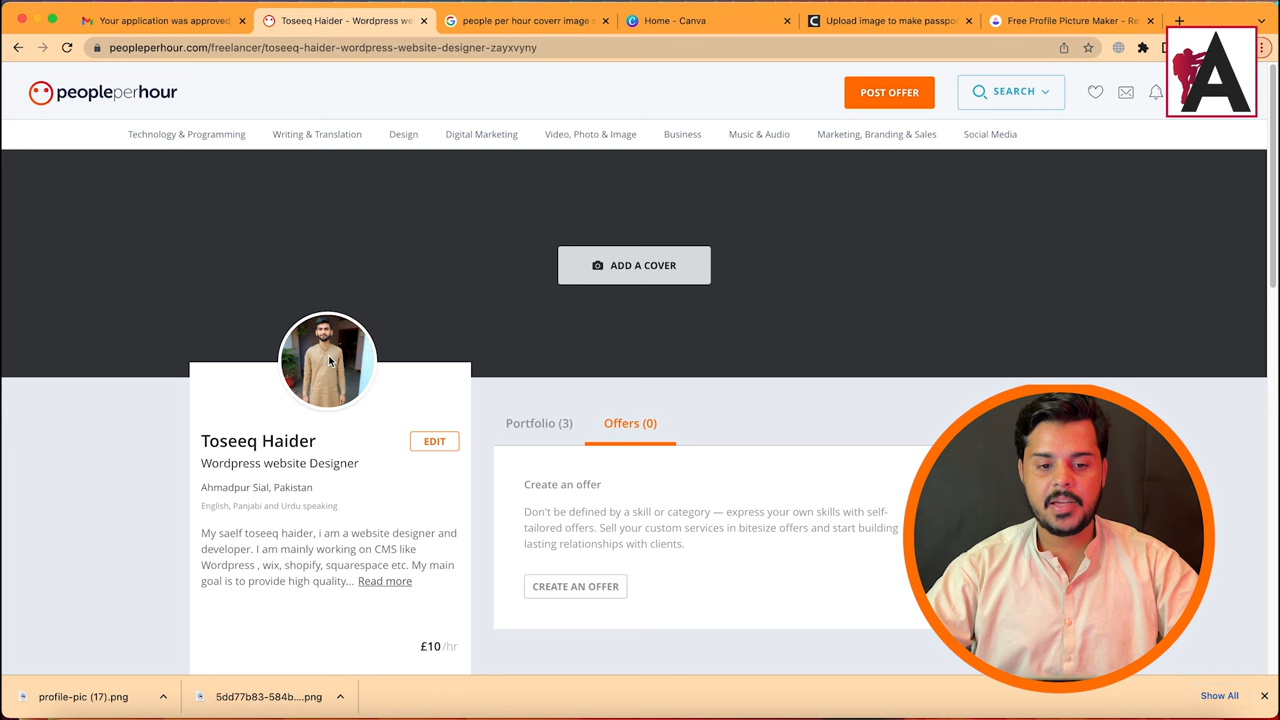 Your application was approved
Toseeq Haider - Wordpress we
people per hour coverr image s
Home - Canva
Upload image to make passpo
Free Profile Picture Maker - Re
peopleperhour.com/freelancer/toseeq-haider-wordpress-website-designer-zayxvyny
peopleperhour
POST OFFER
SEARCH
A
Technology & Programming
Writing & Translation
Design
Digital Marketing
Video, Photo & Image
Business
Music & Audio
Marketing, Branding & Sales
Social Media
ADD A COVER
Toseeq Haider
EDIT
Wordpress website Designer
Ahmadpur Sial, Pakistan
English, Panjabi and Urdu speaking
My saelf toseeq haider, i am a website designer and
developer. I am mainly working on CMS like
Wordpress , wix, shopify, squarespace etc. My main
goal is to provide high quality... Read more
£10/hr
Portfolio (3)
Offers (0)
Create an offer
Don't be defined by a skill or category — express your own skills with self-
tailored offers. Sell your custom services in bitesize offers and start building
lasting relationships with clients.
CREATE AN OFFER
profile-pic (17).png
5dd77b83-584b....png
Show All